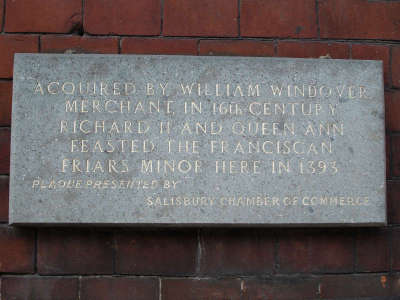 ACQUIRED BY WILLIAM WINDOVER
MERCHANT, IN 16th CENTURY
RICHARD II AND QUEEN ANN
FEASTED THE FRANCISCAN
FRIARS MINOR HERE IN 1393
PLAQUE PRESENTED BY
SALISBURY CHAMBER OF COMMERCE